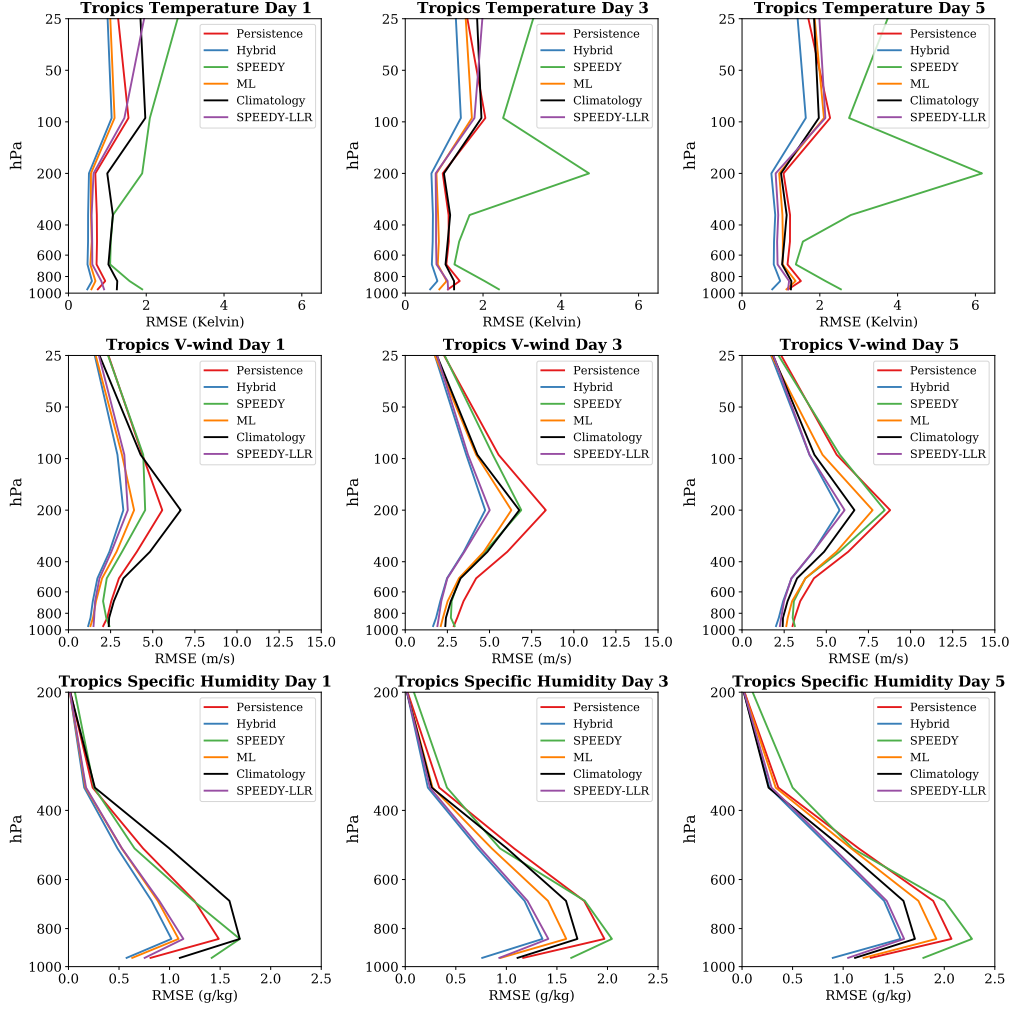 Tropics Temperature Day 1
25
50
100
200
400
600
800
1000
hPa
0
2
4
6
RMSE (Kelvin)
Persistence
Hybrid
SPEEDY
ML
Climatology
SPEEDY-LLR
Tropics Temperature Day 3
25
50
100
200
400
600
800
1000
hPa
0
2
4
6
RMSE (Kelvin)
Persistence
Hybrid
SPEEDY
ML
Climatology
SPEEDY-LLR
Tropics Temperature Day 5
25
50
100
200
400
600
800
1000
hPa
0
2
4
6
RMSE (Kelvin)
Persistence
Hybrid
SPEEDY
ML
Climatology
SPEEDY-LLR
Tropics V-wind Day 1
25
50
100
200
400
600
800
1000
hPa
0.0
2.5
5.0
7.5
10.0
12.5
15.0
RMSE (m/s)
Persistence
Hybrid
SPEEDY
ML
Climatology
SPEEDY-LLR
Tropics V-wind Day 3
25
50
100
200
400
600
800
1000
hPa
0.0
2.5
5.0
7.5
10.0
12.5
15.0
RMSE (m/s)
Persistence
Hybrid
SPEEDY
ML
Climatology
SPEEDY-LLR
Tropics V-wind Day 5
25
50
100
200
400
600
800
1000
hPa
0.0
2.5
5.0
7.5
10.0
12.5
15.0
RMSE (m/s)
Persistence
Hybrid
SPEEDY
ML
Climatology
SPEEDY-LLR
Tropics Specific Humidity Day 1
200
400
600
800
1000
hPa
0.0
0.5
1.0
1.5
2.0
2.5
RMSE (g/kg)
Persistence
Hybrid
SPEEDY
ML
Climatology
SPEEDY-LLR
Tropics Specific Humidity Day 3
200
400
600
800
1000
hPa
0.0
0.5
1.0
1.5
2.0
2.5
RMSE (g/kg)
Persistence
Hybrid
SPEEDY
ML
Climatology
SPEEDY-LLR
Tropics Specific Humidity Day 5
200
400
600
800
1000
hPa
0.0
0.5
1.0
1.5
2.0
2.5
RMSE (g/kg)
Persistence
Hybrid
SPEEDY
ML
Climatology
SPEEDY-LLR